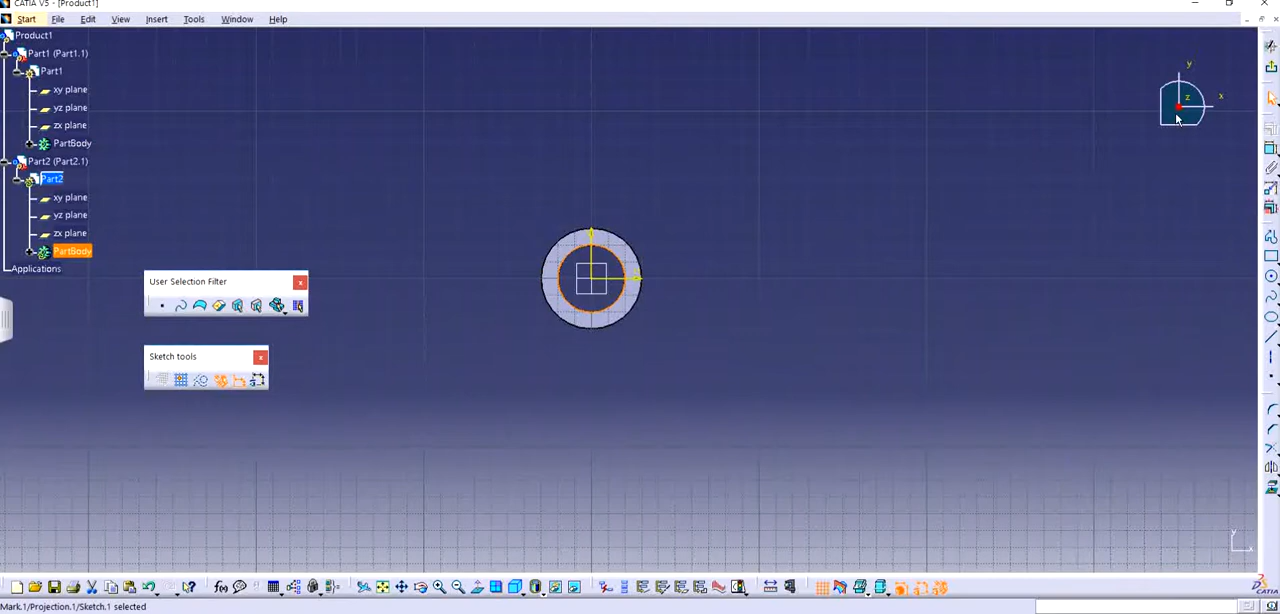 CATIA V5 - [Product1]
Start File Edit View Insert Tools Window Help
Product1
Part1 (Part1.1)
Part1
xy plane
yz plane
zx plane
PartBody
Part2 (Part2.1)
Part2
xy plane
yz plane
zx plane
PartBody
Applications
y
z
x
User Selection Filter
x
Sketch tools
x
y
x
f(x)
CATIA
Mark.1/Projection.1/Sketch.1 selected